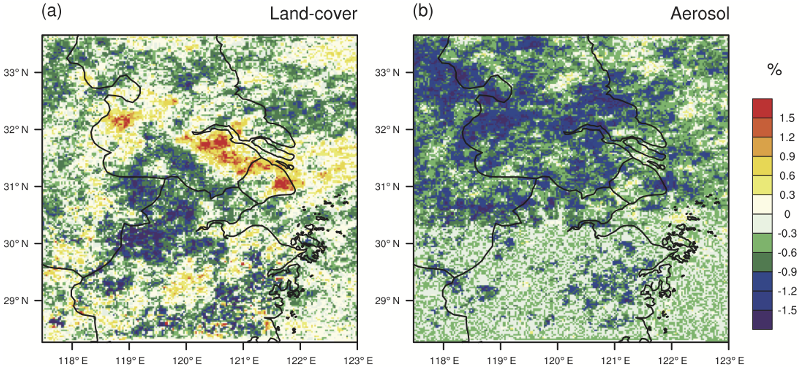 (a) Land-cover (b) Aerosol
%
33° N 33° N
32° N 32° N
31° N 31° N
30° N 30° N
29° N 29° N
1.5
1.2
0.9
0.6
0.3
0
-0.3
-0.6
-0.9
-1.2
-1.5
118° E 119° E 120° E 121° E 122° E 123° E 118° E 119° E 120° E 121° E 122° E 123° E